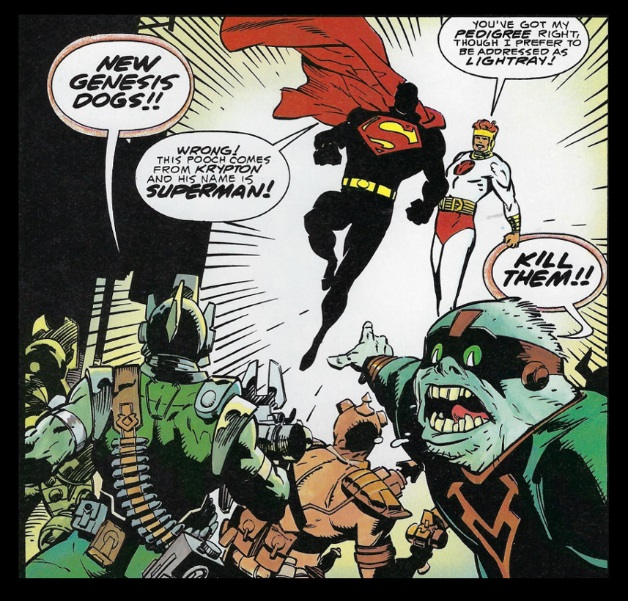 NEW
GENESIS
DOGS!!
WRONG!
THIS POOCH COMES
FROM KRYPTON
AND HIS NAME IS
SUPERMAN!
YOU'VE GOT MY
PEDIGREE RIGHT,
THOUGH I PREFER TO
BE ADDRESSED AS
LIGHTRAY!
KILL
THEM!!
S